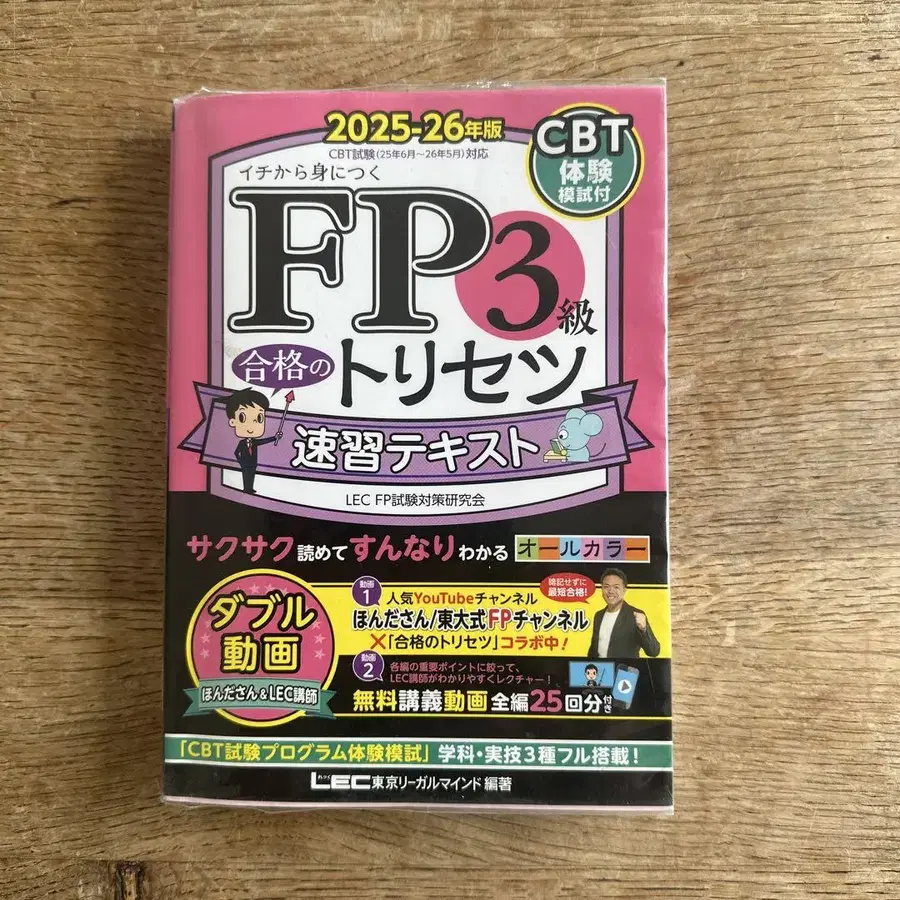 2025-26年版
CBT試験(25年6月〜26年5月)対応
CBT
体験
模試付
イチから身につく
FP3級
合格の
トリセツ
速習テキスト
LEC FP試験対策研究会
サクサク読めてすんなりわかる オールカラー
ダブル
動画
ほんださん&LEC講師
動画
1
人気YouTubeチャンネル
ほんださん/東大式FPチャンネル
×「合格のトリセツ」コラボ中!
暗記せずに
最短合格!
動画
2
各編の重要ポイントに絞って、
LEC講師がわかりやすくレクチャー!
無料講義動画 全編25回分付き
「CBT試験プログラム体験模試」学科・実技3種フル搭載!
れっく
LEC東京リーガルマインド 編著